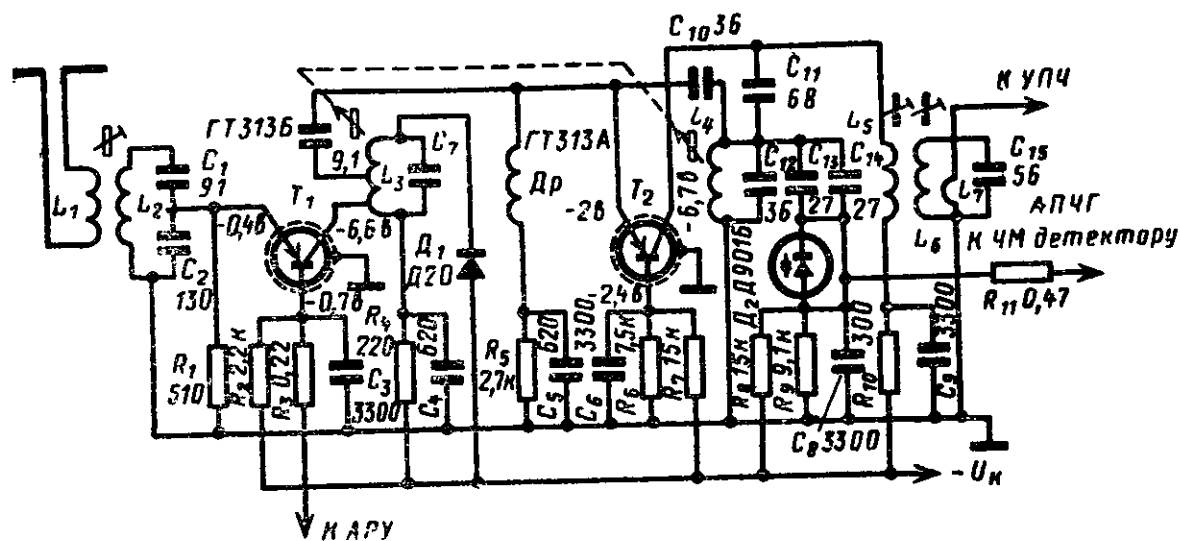 C₁₀ 36
C₁₁
68
К УПЧ
ГТ313Б
9,1
C₇
L₃
ГТ313А
L₄
L₅
C₁₂
C₁₃
C₁₄
36
27
27
C₁₅
56
L₇
C₁
91
L₁
L₂
T₁
Др
T₂
-2в
-6,7в
АПЧГ
L₆
К ЧМ детектору
-0,4в
-6,6в
Д₁
Д20
C₂
130
-0,7в
2,4в
Д₂ Д901Б
R₁₁ 0,47
R₁
510
R₂ 2,2к
R₃ 0,22
C₃
3300
R₄
220
620
C₄
R₅
2,7к
620
C₅
3300
C₆
7,5к
R₆
R₇ 15к
R₈ 15к
R₉ 9,1к
300
R₁₀
3300
C₉
C₈ 3300
-Uк
К АРУ